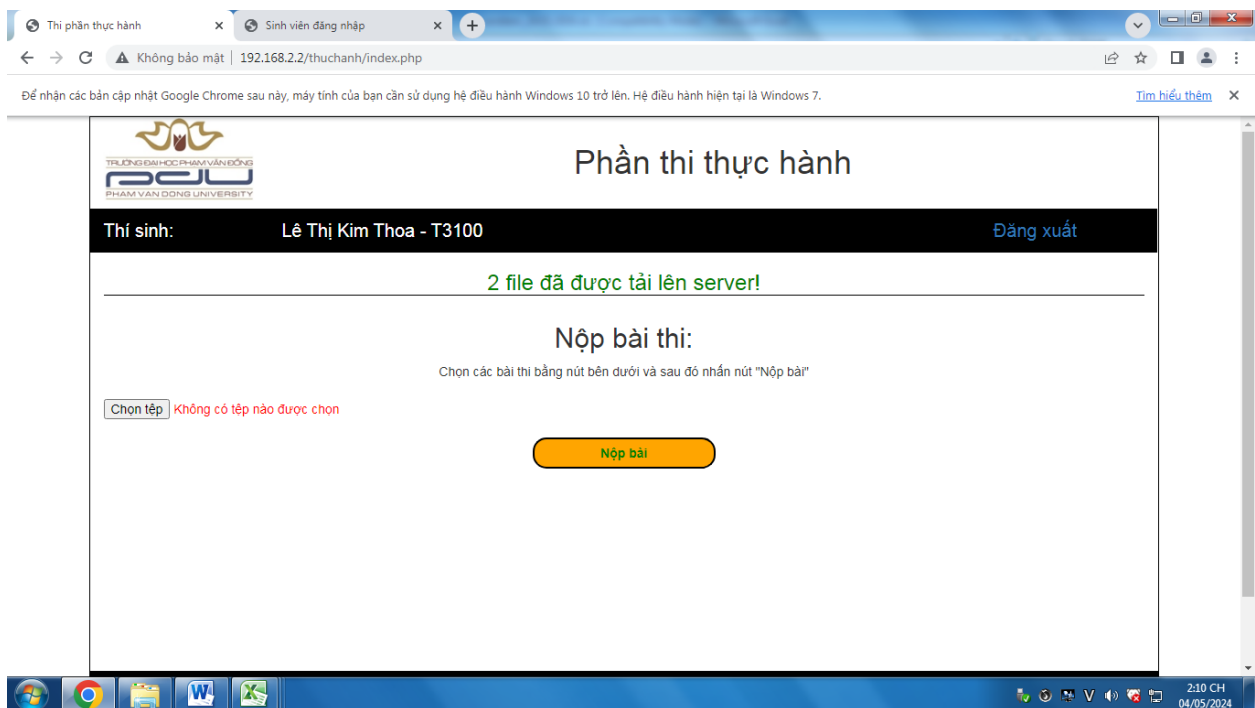 Thi phần thực hành
Sinh viên đăng nhập
Không bảo mật | 192.168.2.2/thuchanh/index.php
Để nhận các bản cập nhật Google Chrome sau này, máy tính của bạn cần sử dụng hệ điều hành Windows 10 trở lên. Hệ điều hành hiện tại là Windows 7.
Tìm hiểu thêm
TRƯỜNG ĐẠI HỌC PHẠM VĂN ĐỒNG
PDU
PHAM VAN DONG UNIVERSITY
Phần thi thực hành
Thí sinh: Lê Thị Kim Thoa - T3100 Đăng xuất
2 file đã được tải lên server!
Nộp bài thi:
Chọn các bài thi bằng nút bên dưới và sau đó nhấn nút "Nộp bài"
Chọn tệp Không có tệp nào được chọn
Nộp bài
V
2:10 CH
04/05/2024